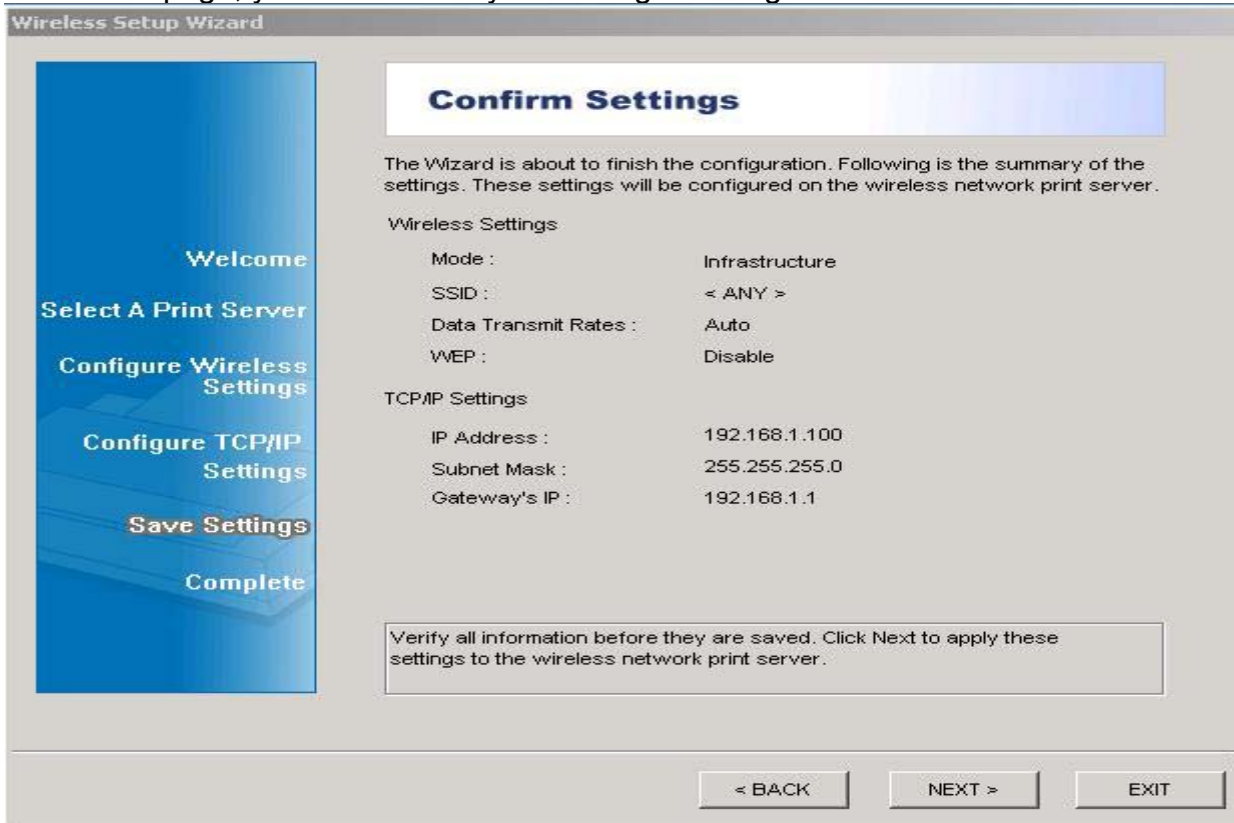 Wireless Setup Wizard
Confirm Settings
The Wizard is about to finish the configuration. Following is the summary of the
settings. These settings will be configured on the wireless network print server.
Wireless Settings
Mode : Infrastructure
SSID : < ANY >
Data Transmit Rates : Auto
WEP : Disable
TCP/IP Settings
IP Address : 192.168.1.100
Subnet Mask : 255.255.255.0
Gateway's IP : 192.168.1.1
Welcome
Select A Print Server
Configure Wireless
Settings
Configure TCP/IP
Settings
Save Settings
Complete
Verify all information before they are saved. Click Next to apply these
settings to the wireless network print server.
< BACK
NEXT >
EXIT